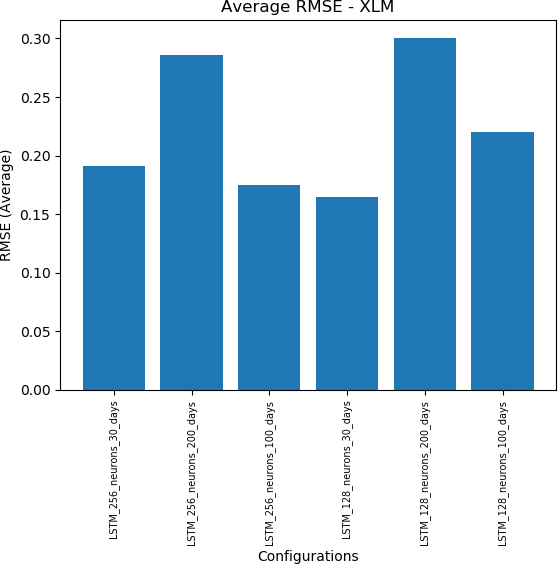 Average RMSE - XLM
RMSE (Average)
0.30
0.25
0.20
0.15
0.10
0.05
0.00
LSTM_256_neurons_30_days
LSTM_256_neurons_200_days
LSTM_256_neurons_100_days
LSTM_128_neurons_30_days
LSTM_128_neurons_200_days
LSTM_128_neurons_100_days
Configurations